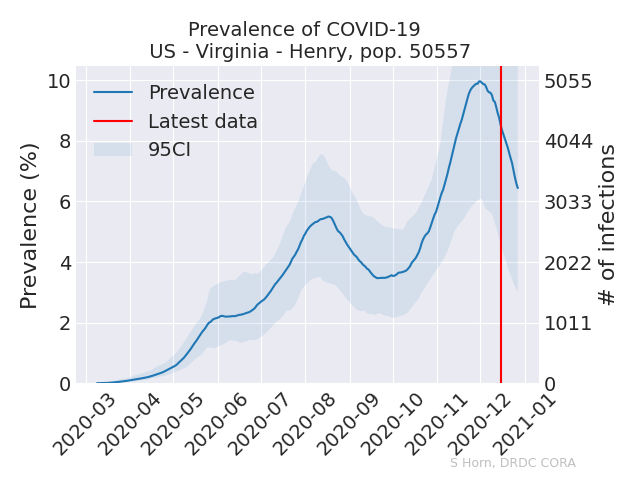 Prevalence of COVID-19
US - Virginia - Henry, pop. 50557
Prevalence (%)
10
8
6
4
2
0
Prevalence
Latest data
95CI
5055
4044
3033
2022
1011
0
# of infections
2020-03
2020-04
2020-05
2020-06
2020-07
2020-08
2020-09
2020-10
2020-11
2020-12
2021-01
S Horn, DRDC CORA